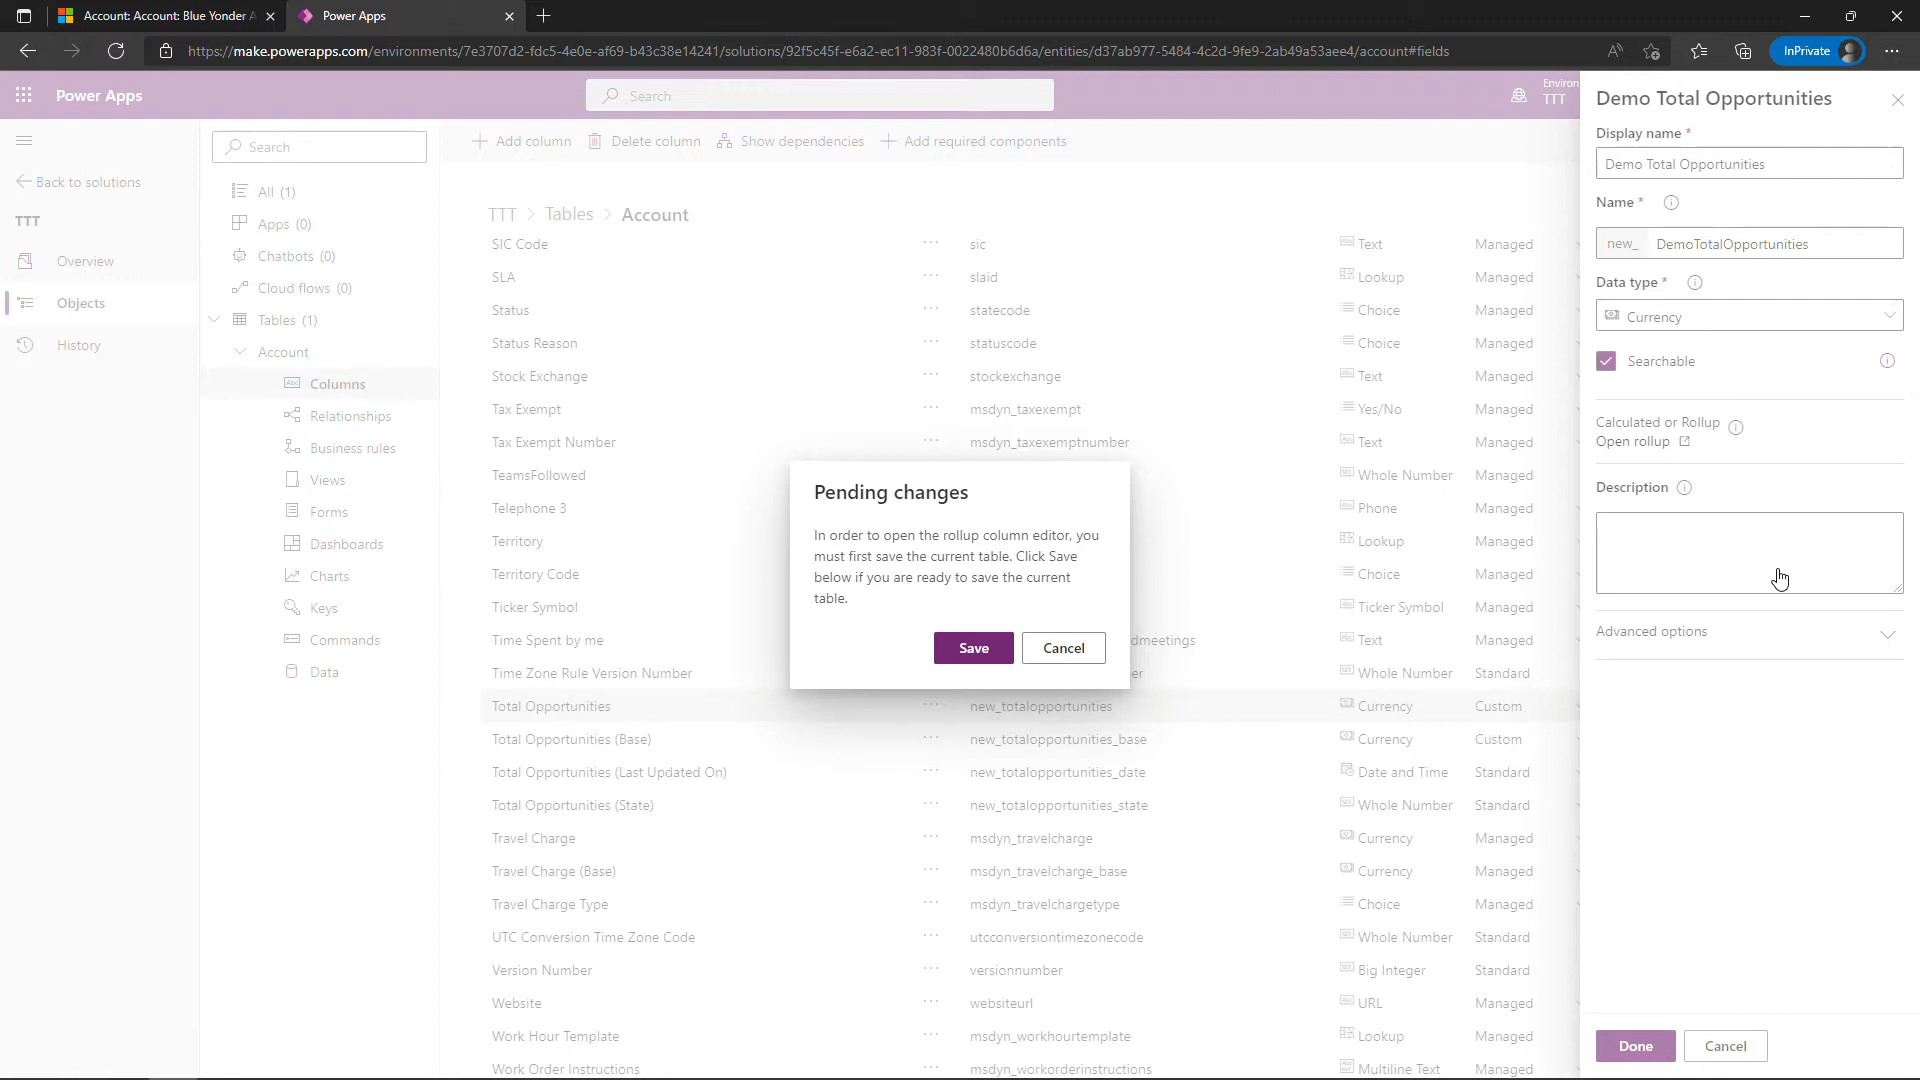 Account: Account: Blue Yonder A
Power Apps
https://make.powerapps.com/environments/7e3707d2-fdc5-4e0e-af69-b43c38e14241/solutions/92f5c45f-e6a2-ec11-983f-0022480b6d6a/entities/d37ab977-5484-4c2d-9fe9-2ab49a53aee4/account#fields
InPrivate
Power Apps
Search
Environ
TTT
Back to solutions
TTT
Overview
Objects
History
Search
All (1)
Apps (0)
Chatbots (0)
Cloud flows (0)
Tables (1)
Account
Columns
Relationships
Business rules
Views
Forms
Dashboards
Charts
Keys
Commands
Data
Add column Delete column Show dependencies Add required components
TTT > Tables > Account
SIC Code ··· sic Text Managed
SLA ··· slaid Lookup Managed
Status ··· statecode Choice Managed
Status Reason ··· statuscode Choice Managed
Stock Exchange ··· stockexchange Text Managed
Tax Exempt ··· msdyn_taxexempt Yes/No Managed
Tax Exempt Number ··· msdyn_taxexemptnumber Text Managed
TeamsFollowed Whole Number Managed
Telephone 3 Phone Managed
Territory Lookup Managed
Territory Code Choice Managed
Ticker Symbol Ticker Symbol Managed
Time Spent by me dmeetings Text Managed
Time Zone Rule Version Number er Whole Number Standard
Total Opportunities ··· new_totalopportunities Currency Custom
Total Opportunities (Base) ··· new_totalopportunities_base Currency Custom
Total Opportunities (Last Updated On) ··· new_totalopportunities_date Date and Time Standard
Total Opportunities (State) ··· new_totalopportunities_state Whole Number Standard
Travel Charge ··· msdyn_travelcharge Currency Managed
Travel Charge (Base) ··· msdyn_travelcharge_base Currency Managed
Travel Charge Type ··· msdyn_travelchargetype Choice Managed
UTC Conversion Time Zone Code ··· utcconversiontimezonecode Whole Number Standard
Version Number ··· versionnumber Big Integer Standard
Website ··· websiteurl URL Managed
Work Hour Template ··· msdyn_workhourtemplate Lookup Managed
Work Order Instructions ··· msdyn_workorderinstructions Multiline Text Managed
Pending changes
In order to open the rollup column editor, you
must first save the current table. Click Save
below if you are ready to save the current
table.
Save Cancel
Demo Total Opportunities
Display name *
Demo Total Opportunities
Name *
new_ DemoTotalOpportunities
Data type *
Currency
Searchable
Calculated or Rollup
Open rollup
Description
Advanced options
Done Cancel